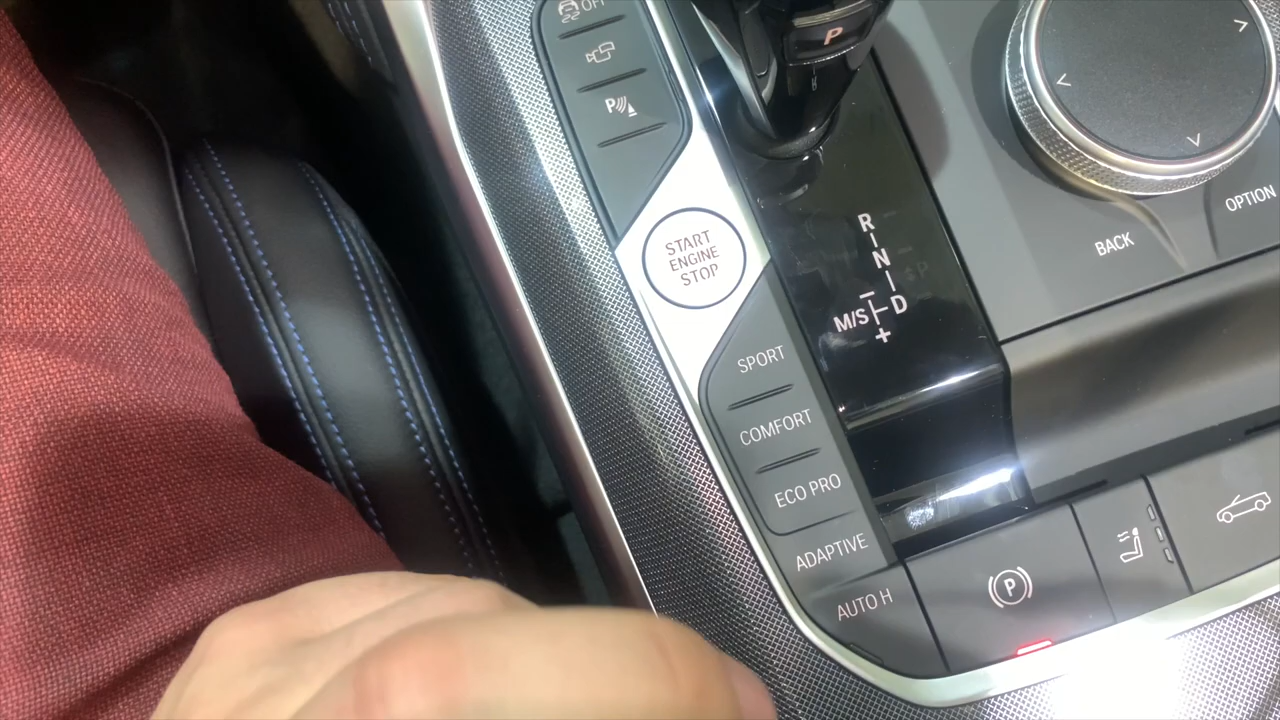 OFF
P
P
START
ENGINE
STOP
R
N
P
M/S
D
+
SPORT
COMFORT
ECO PRO
ADAPTIVE
AUTO H
P
BACK
OPTION